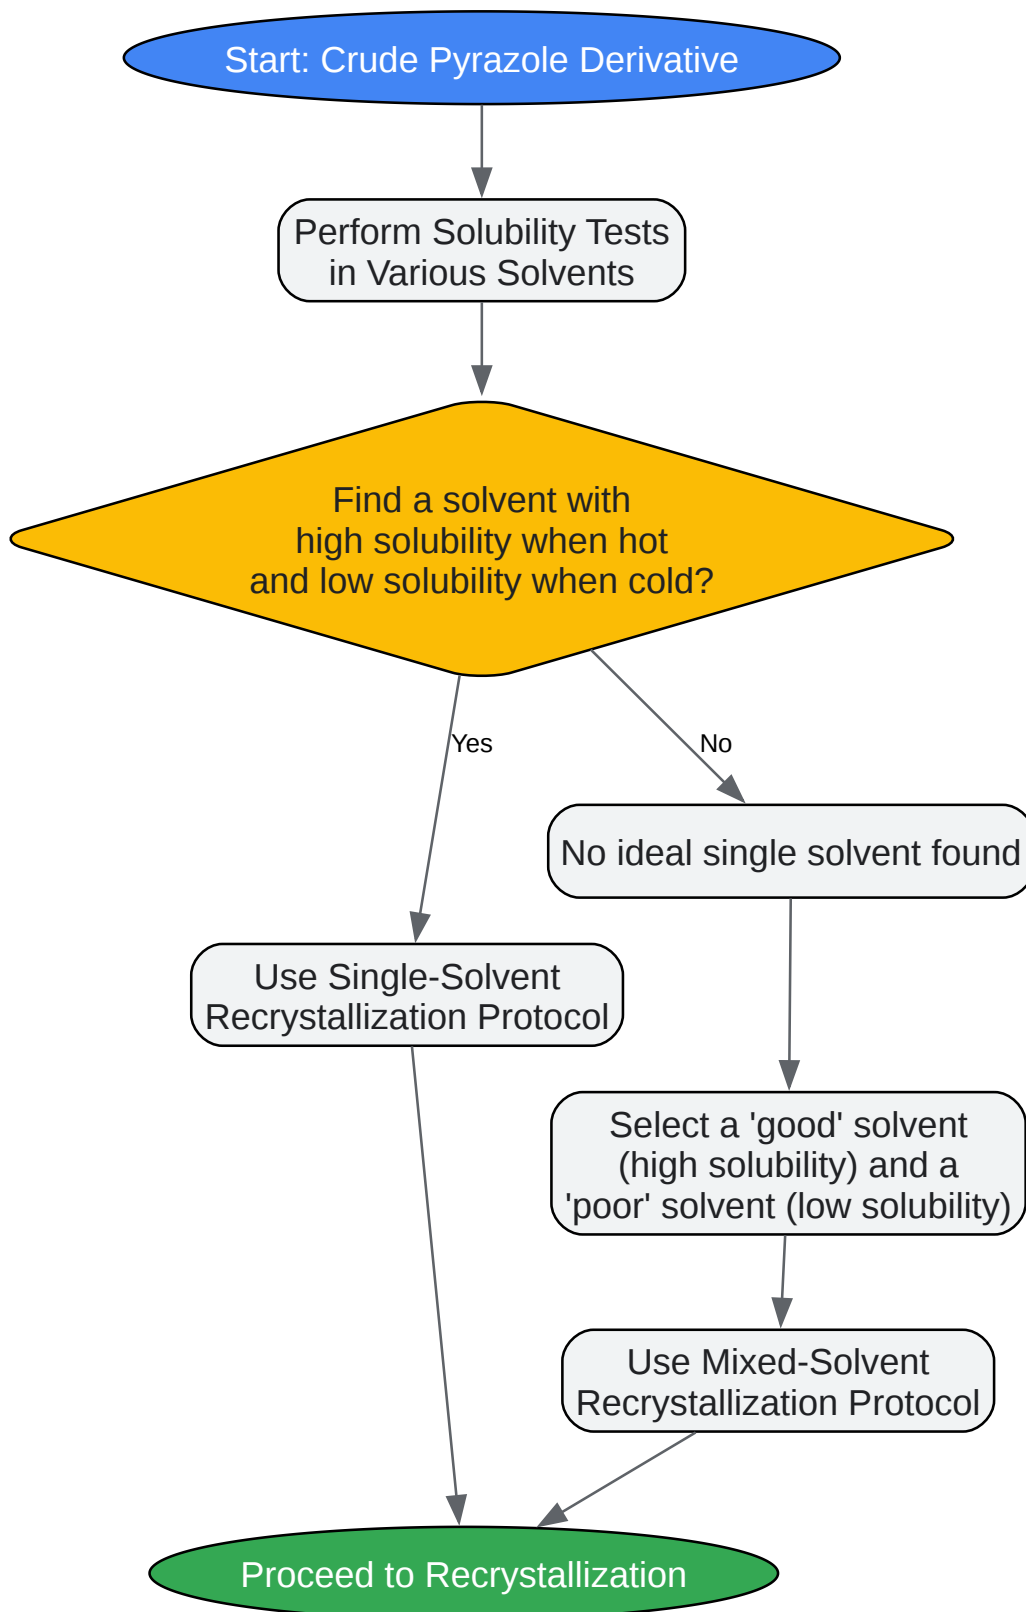 Start: Crude Pyrazole Derivative
Perform Solubility Tests
in Various Solvents
Find a solvent with
high solubility when hot
and low solubility when cold?
Yes
No
No ideal single solvent found
Use Single-Solvent
Recrystallization Protocol
Select a 'good' solvent
(high solubility) and a
'poor' solvent (low solubility)
Use Mixed-Solvent
Recrystallization Protocol
Proceed to Recrystallization